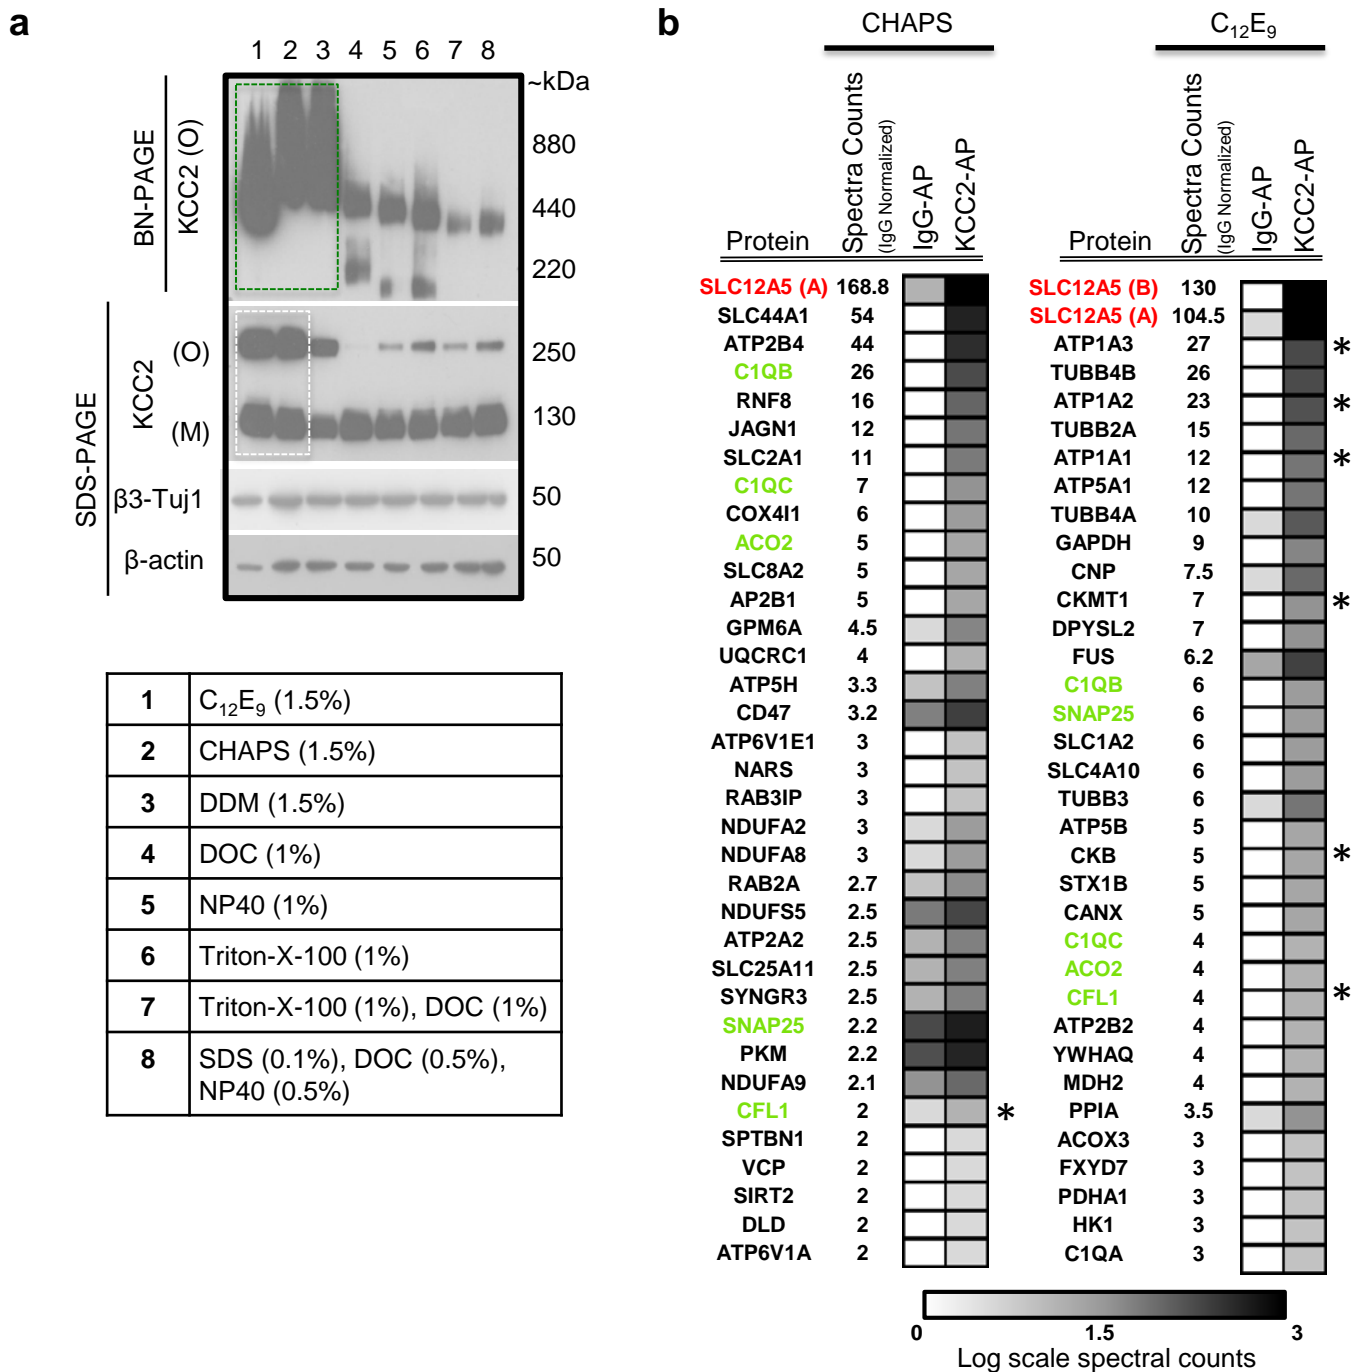 a
1 2 3 4 5 6 7 8
~kDa
BN-PAGE
KCC2 (O)
880
440
220
SDS-PAGE
KCC2
(O)
250
(M)
130
β3-Tuj1
50
β-actin
50
1 C12E9 (1.5%)
2 CHAPS (1.5%)
3 DDM (1.5%)
4 DOC (1%)
5 NP40 (1%)
6 Triton-X-100 (1%)
7 Triton-X-100 (1%), DOC (1%)
8 SDS (0.1%), DOC (0.5%),
NP40 (0.5%)
b
CHAPS
Protein
Spectra Counts
(IgG Normalized)
IgG-AP
KCC2-AP
SLC12A5 (A) 168.8
SLC44A1 54
ATP2B4 44
C1QB 26
RNF8 16
JAGN1 12
SLC2A1 11
C1QC 7
COX4I1 6
ACO2 5
SLC8A2 5
AP2B1 5
GPM6A 4.5
UQCRC1 4
ATP5H 3.3
CD47 3.2
ATP6V1E1 3
NARS 3
RAB3IP 3
NDUFA2 3
NDUFA8 3
RAB2A 2.7
NDUFS5 2.5
ATP2A2 2.5
SLC25A11 2.5
SYNGR3 2.5
SNAP25 2.2
PKM 2.2
NDUFA9 2.1
CFL1 2 *
SPTBN1 2
VCP 2
SIRT2 2
DLD 2
ATP6V1A 2
C12E9
Protein
Spectra Counts
(IgG Normalized)
IgG-AP
KCC2-AP
SLC12A5 (B) 130
SLC12A5 (A) 104.5
ATP1A3 27 *
TUBB4B 26
ATP1A2 23 *
TUBB2A 15
ATP1A1 12 *
ATP5A1 12
TUBB4A 10
GAPDH 9
CNP 7.5
CKMT1 7 *
DPYSL2 7
FUS 6.2
C1QB 6
SNAP25 6
SLC1A2 6
SLC4A10 6
TUBB3 6
ATP5B 5
CKB 5 *
STX1B 5
CANX 5
C1QC 4
ACO2 4
CFL1 4 *
ATP2B2 4
YWHAQ 4
MDH2 4
PPIA 3.5
ACOX3 3
FXYD7 3
PDHA1 3
HK1 3
C1QA 3
0 1.5 3
Log scale spectral counts